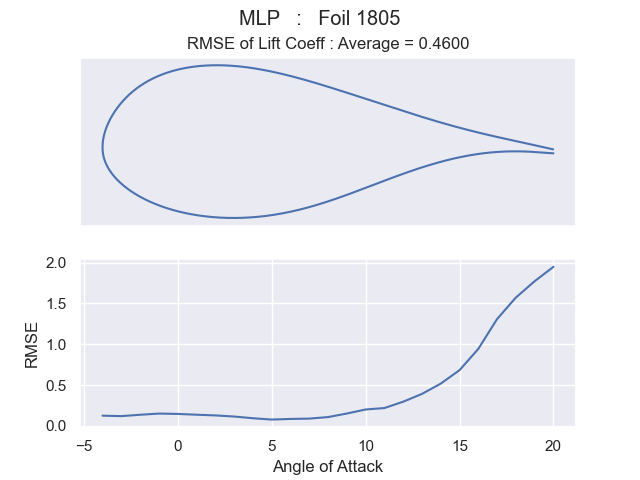 MLP : Foil 1805
RMSE of Lift Coeff : Average = 0.4600
2.0
1.5
1.0
0.5
0.0
RMSE
−5 0 5 10 15 20
Angle of Attack